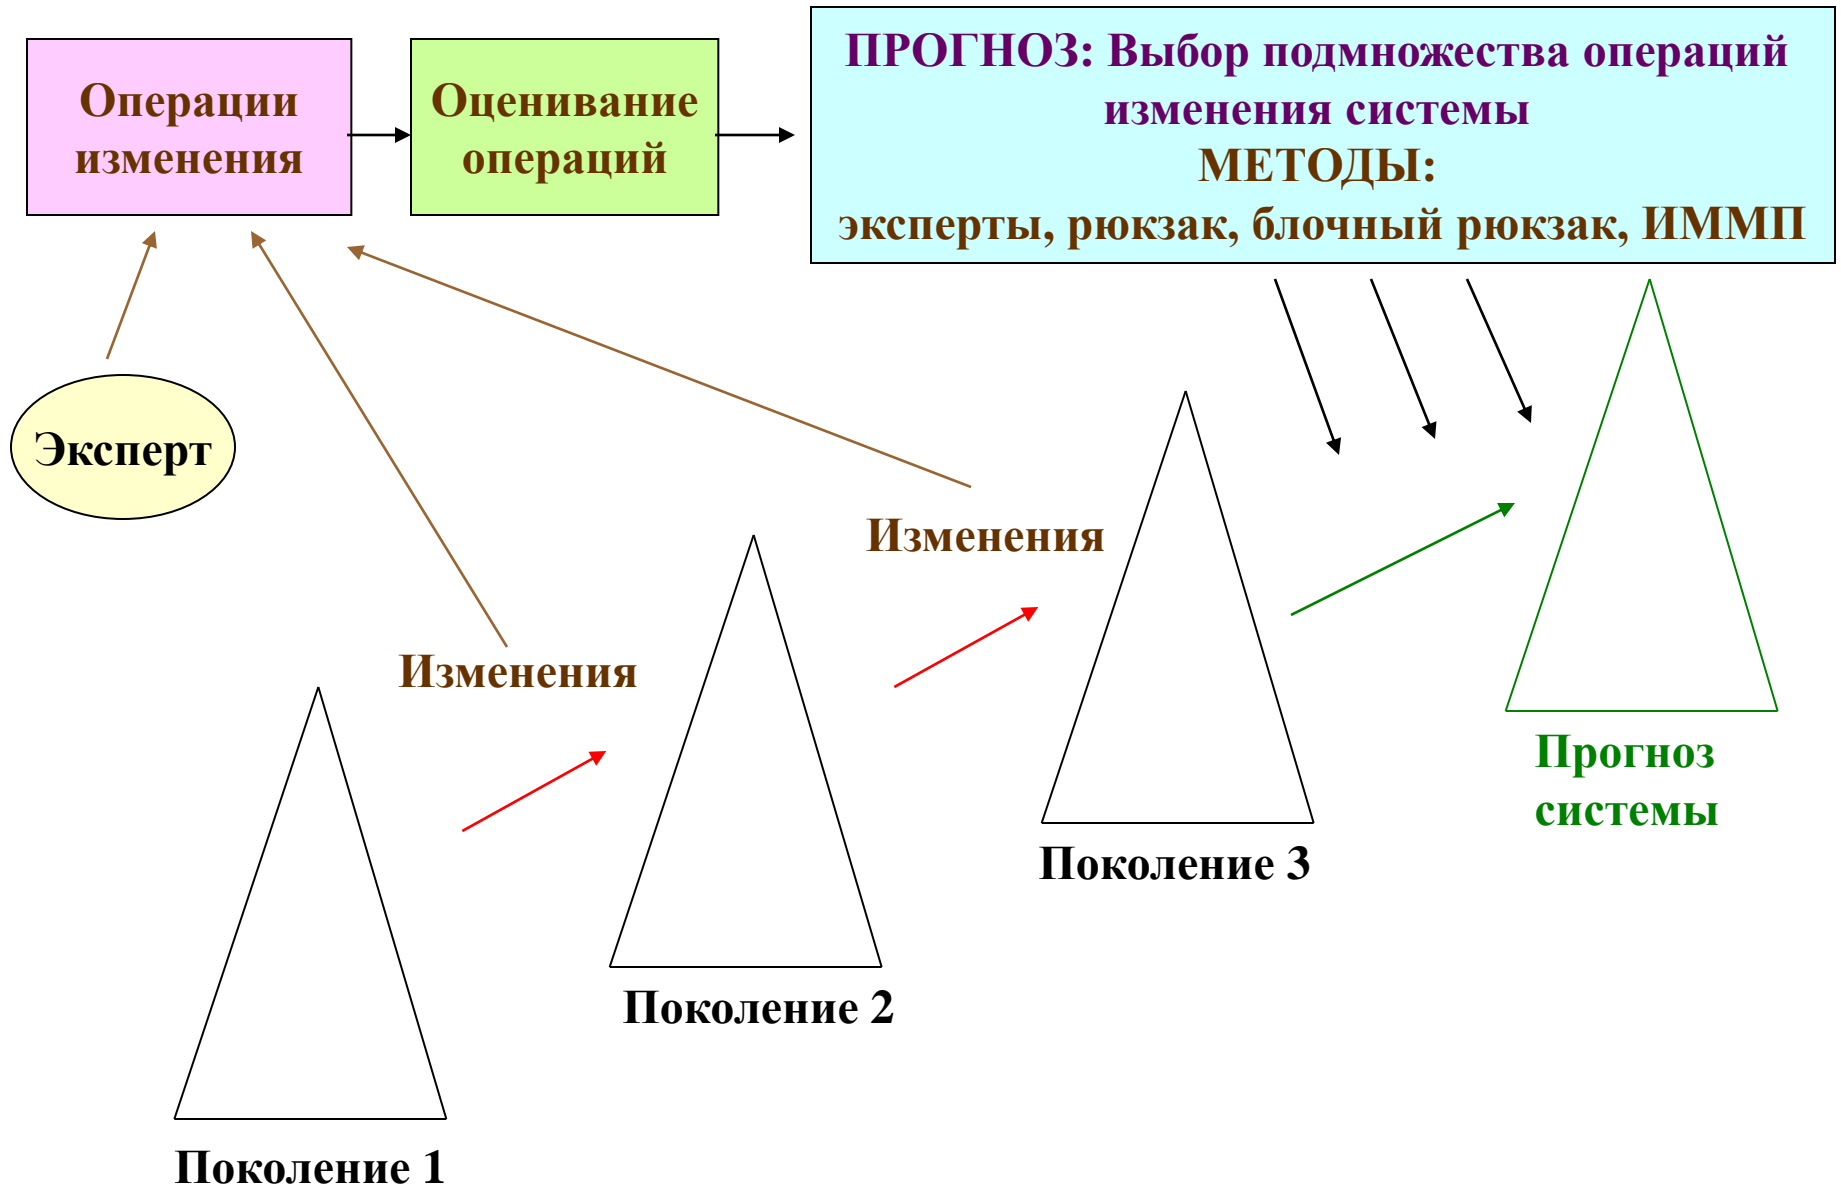 Операции
изменения
Оценивание
операций
ПРОГНОЗ: Выбор подмножества операций
изменения системы
МЕТОДЫ:
эксперты, рюкзак, блочный рюкзак, ИММП
Эксперт
Изменения
Изменения
Прогноз
системы
Поколение 3
Поколение 2
Поколение 1